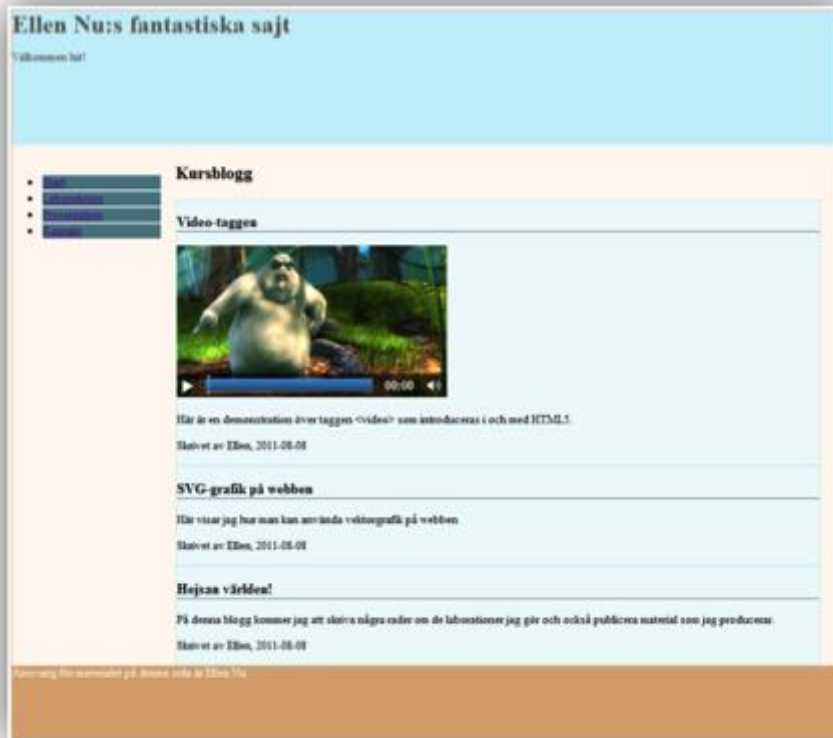 Ellen Nu:s fantastiska sajt
Välkommen hit!
Start
Laborationer
Presentation
Kontakt
Kursblogg
Video-taggen
00:00
Här är en demonstration över taggen <video> som introduceras i och med HTML5.
Skrivet av Ellen, 2011-08-08
SVG-grafik på webben
Här visar jag hur man kan använda vektorgrafik på webben
Skrivet av Ellen, 2011-08-08
Hejsan världen!
På denna blogg kommer jag att skriva några rader om de laborationer jag gör och också publicera material som jag producerar.
Skrivet av Ellen, 2011-08-08
Ansvarig för materialet på denna sida är Ellen Nu